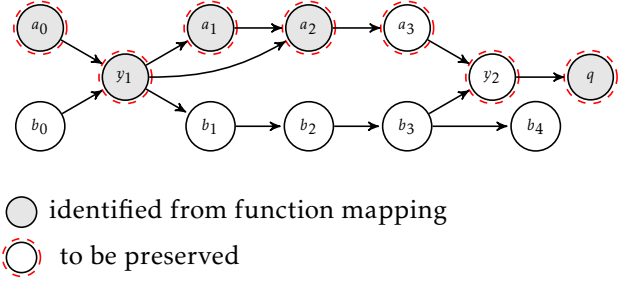 a0 a1 a2 a3
y1 y2 q
b0 b1 b2 b3 b4
identified from function mapping
to be preserved